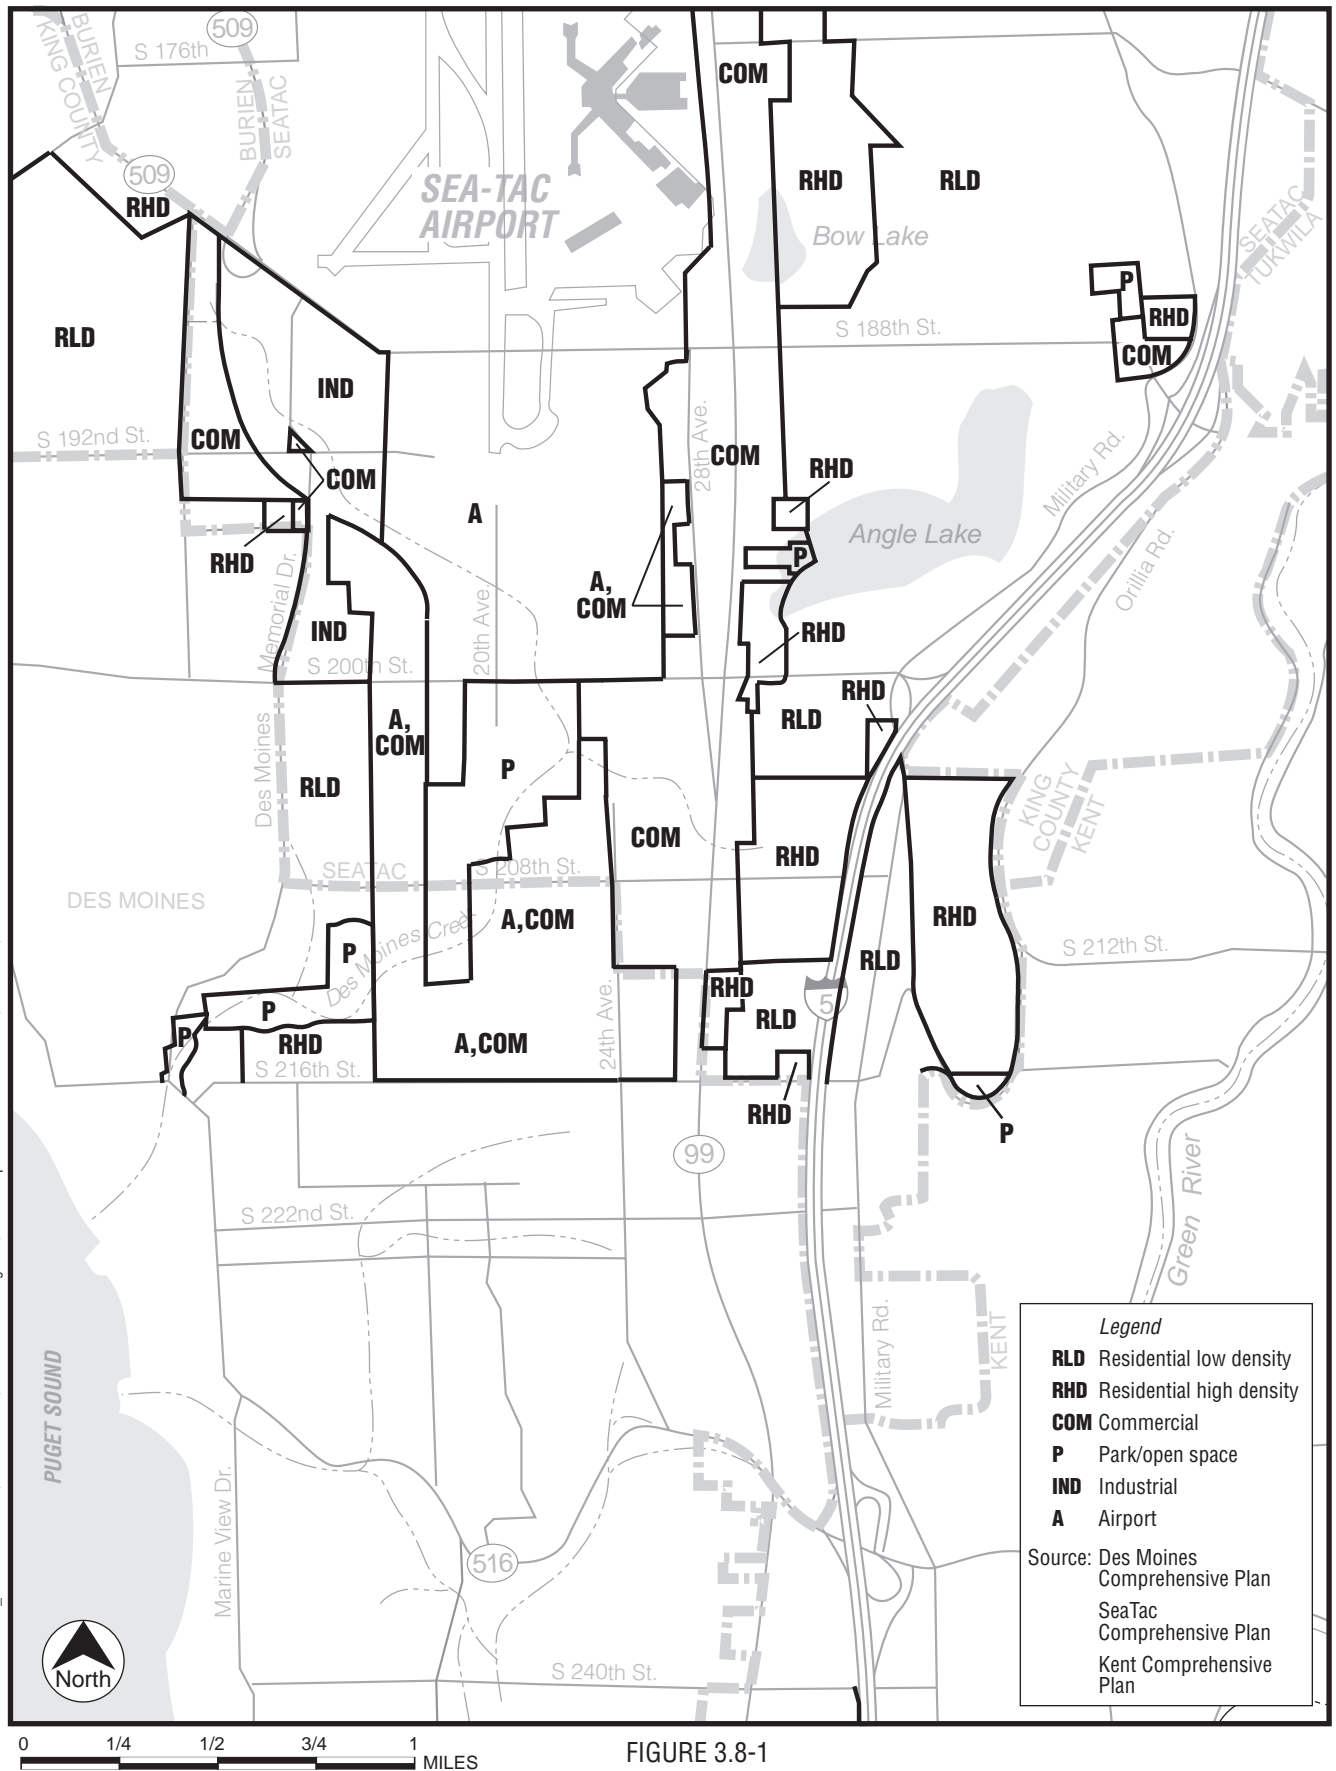 509
S 176th
BURIEN
KING COUNTY
BURIEN
SEATAC
COM
509
RHD
SEA-TAC
AIRPORT
RHD
RLD
Bow Lake
SEATAC
TUKWILA
P
RHD
COM
RLD
S 188th St.
IND
S 192nd St.
COM
COM
28th Ave.
COM
RHD
Military Rd.
A
Angle Lake
P
Orillia Rd.
RHD
A,
COM
Memorial Dr.
IND
20th Ave.
RHD
S 200th St.
RHD
A,
COM
RLD
Des Moines
RLD
P
KING
COUNTY
KENT
COM
RHD
SEATAC
S 208th St.
DES MOINES
A,COM
RHD
P
Des Moines Creek
S 212th St.
RLD
RHD
P
5
RLD
P
RHD
A,COM
24th Ave.
S 216th St.
RHD
P
99
Green River
S 222nd St.
Military Rd.
KENT
PUGET SOUND
Marine View Dr.
516
S 240th St.
North
Legend
RLD Residential low density
RHD Residential high density
COM Commercial
P Park/open space
IND Industrial
A Airport
Source: Des Moines
Comprehensive Plan
SeaTac
Comprehensive Plan
Kent Comprehensive
Plan
0 1/4 1/2 3/4 1
MILES
FIGURE 3.8-1